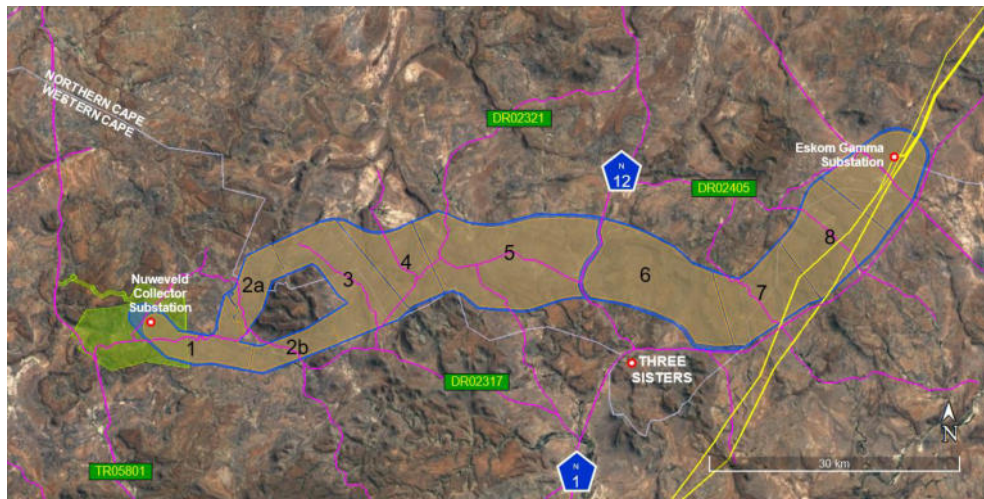 NORTHERN CAPE
WESTERN CAPE
DR02321
Eskom Gamma
Substation
N
12
DR02405
8
5
2a
3
4
6
7
Nuweveld
Collector
Substation
1
2b
THREE
SISTERS
DR02317
N
TR05801
N
1
30 km